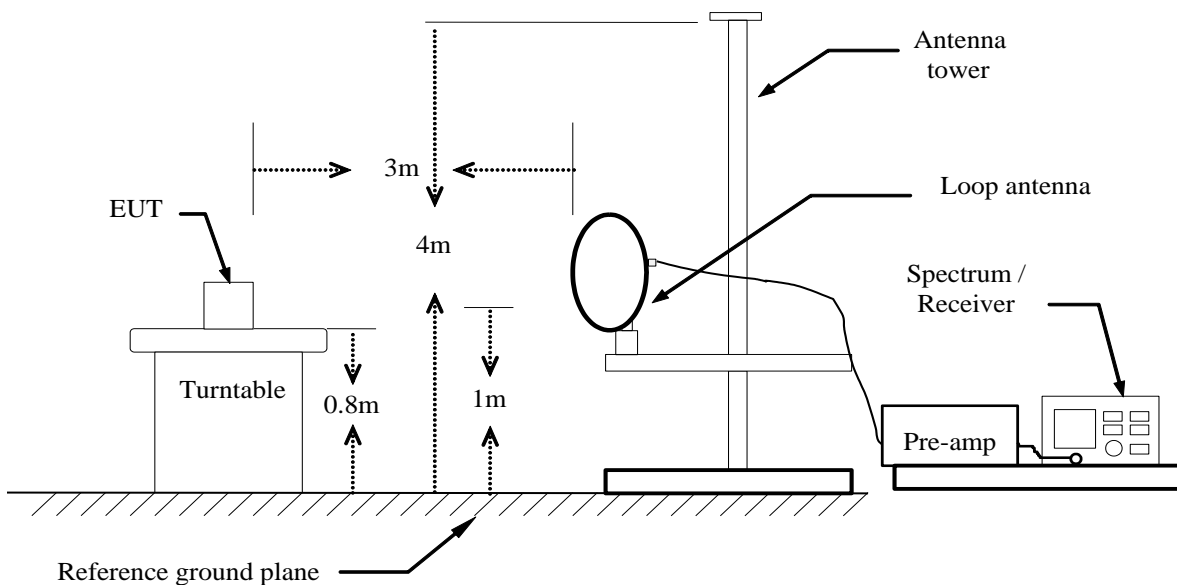 Antenna
tower
3m
Loop antenna
EUT
4m
Spectrum /
Receiver
Turntable
0.8m
1m
Pre-amp
Reference ground plane